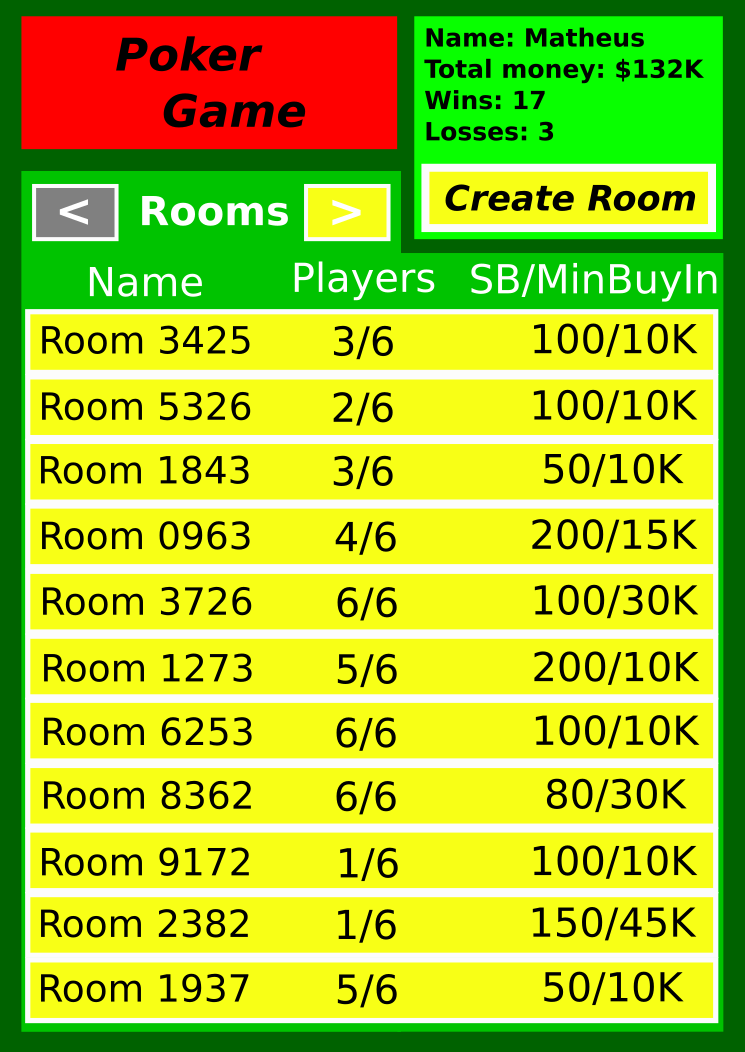 Poker
Game
Name: Matheus
Total money: $132K
Wins: 17
Losses: 3
Create Room
< Rooms >
Name Players SB/MinBuyIn
Room 3425 3/6 100/10K
Room 5326 2/6 100/10K
Room 1843 3/6 50/10K
Room 0963 4/6 200/15K
Room 3726 6/6 100/30K
Room 1273 5/6 200/10K
Room 6253 6/6 100/10K
Room 8362 6/6 80/30K
Room 9172 1/6 100/10K
Room 2382 1/6 150/45K
Room 1937 5/6 50/10K